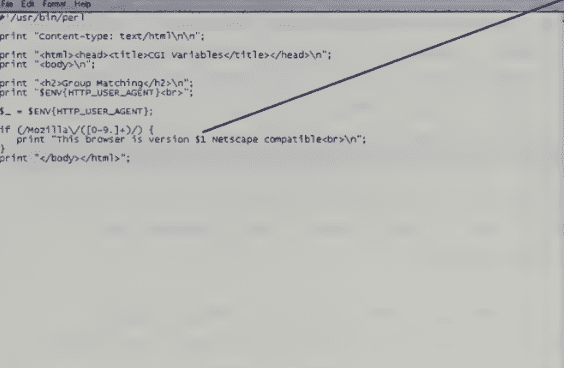 File Edit Format Help
#!/usr/bin/perl
print "Content-type: text/html\n\n";
print "<html><head><title>CGI Variables</title></head>\n";
print "<body>\n";
print "<h2>Group Matching</h2>\n";
print "$ENV{HTTP_USER_AGENT}<br>";
$_ = $ENV{HTTP_USER_AGENT};
if (/Mozilla\/([0-9.]+)/) {
print "This browser is version $1 Netscape compatible<br>\n";
}
print "</body></html>";